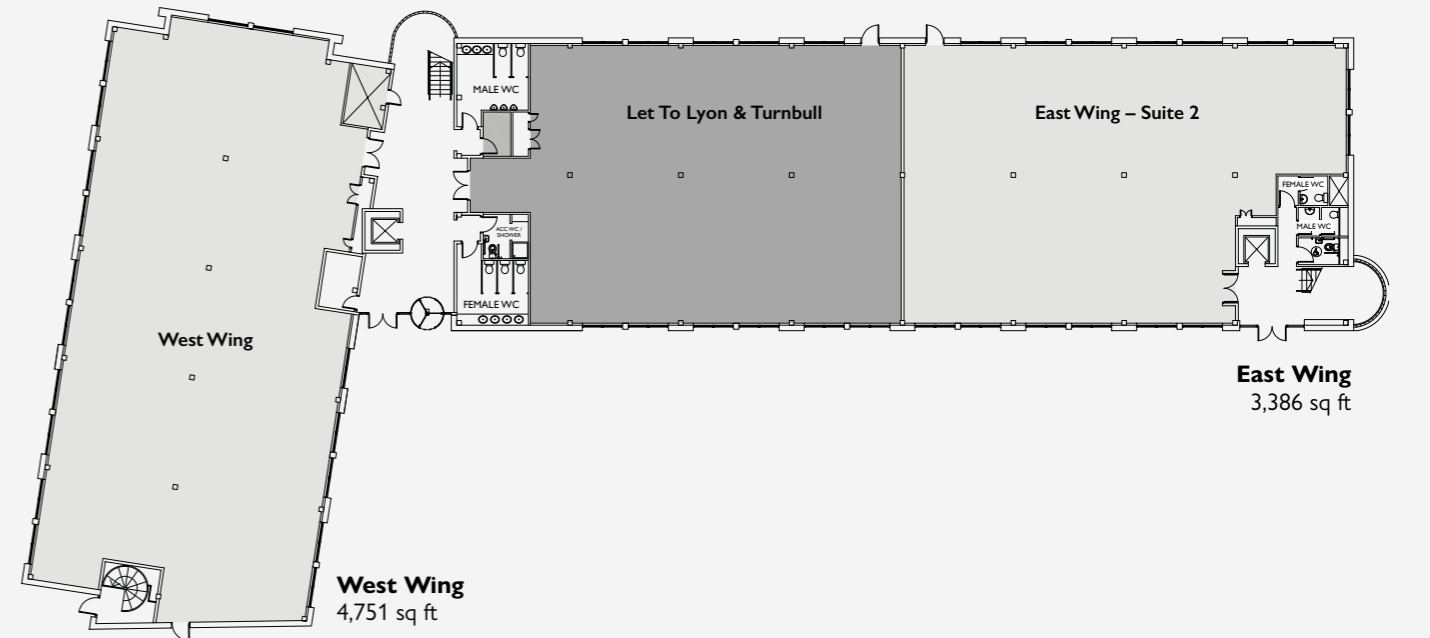 MALE WC
Let To Lyon & Turnbull
East Wing – Suite 2
FEMALE WC
MALE WC
ACC WC /
SHOWER
FEMALE WC
West Wing
East Wing
3,386 sq ft
West Wing
4,751 sq ft